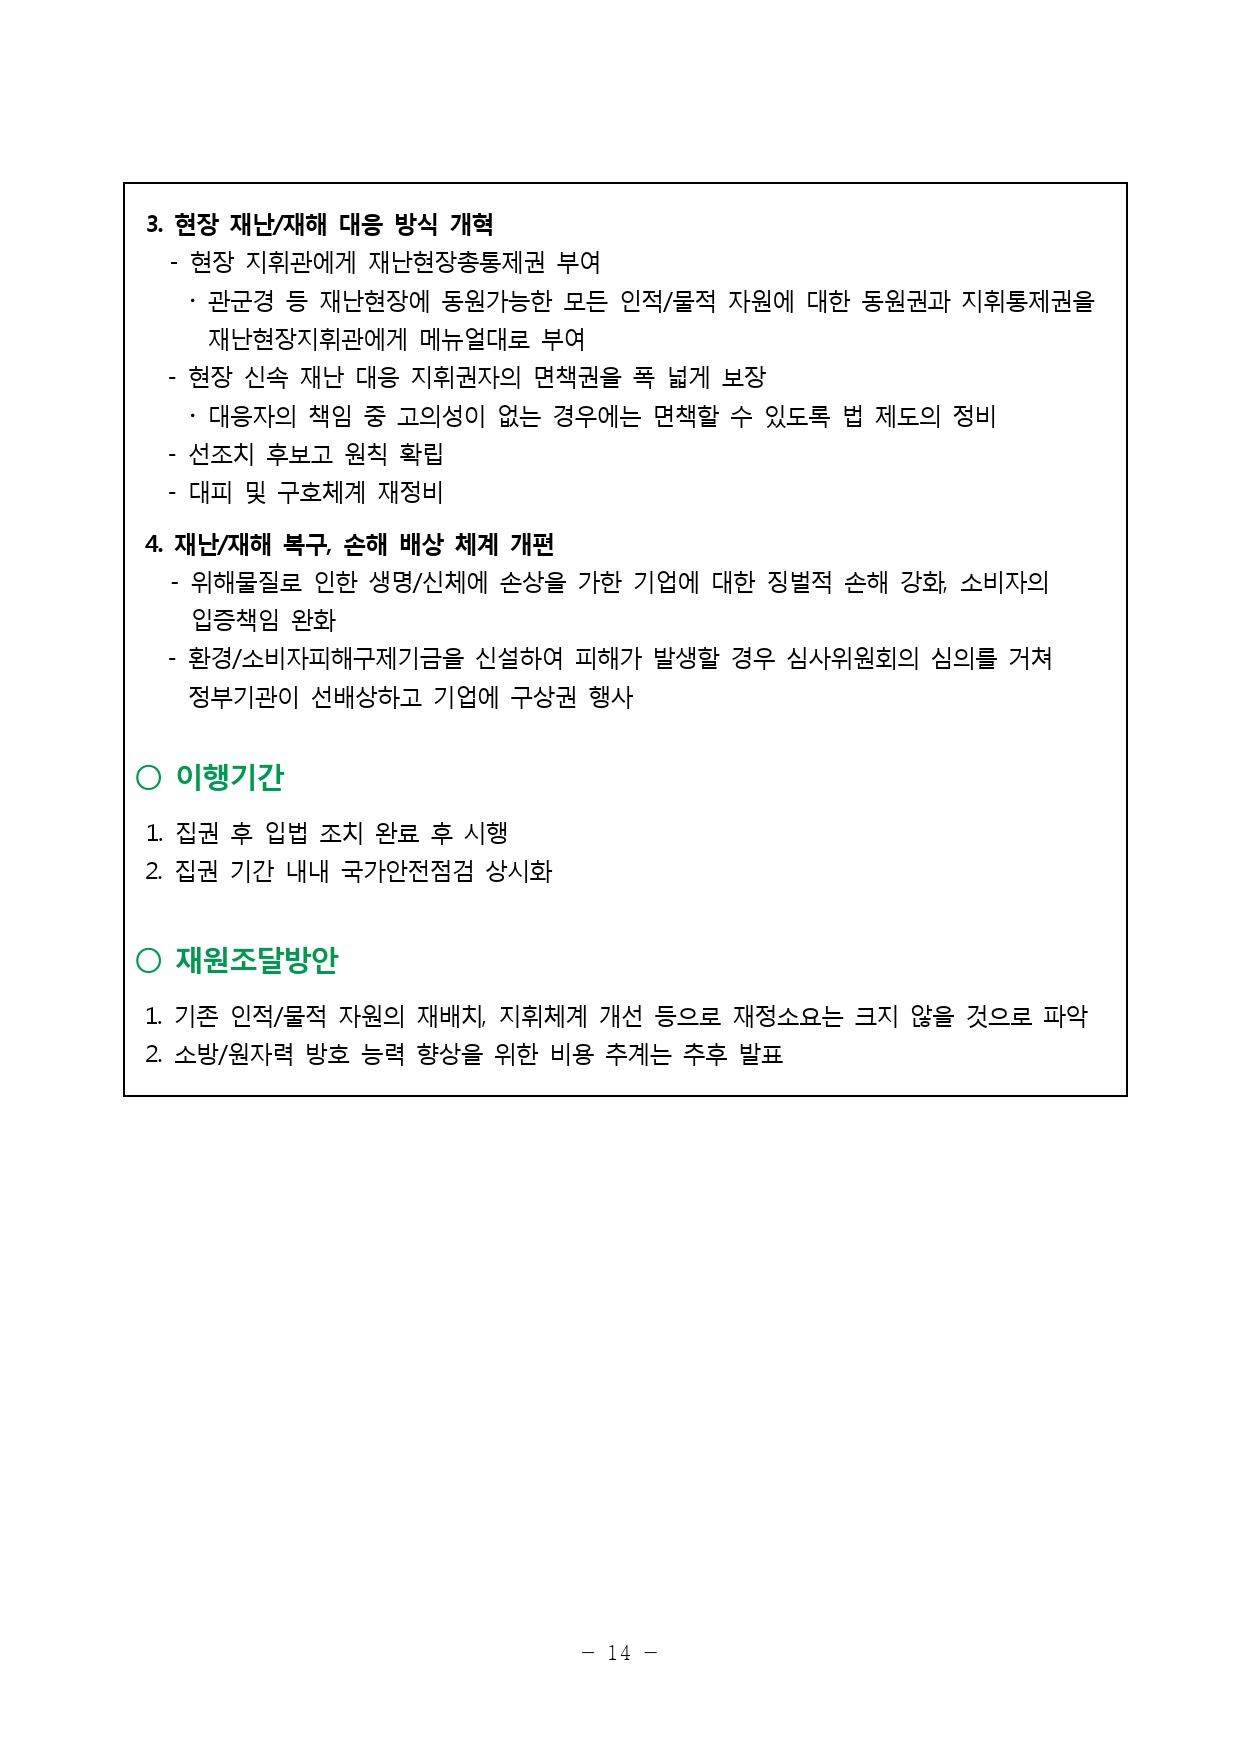 3. 현장 재난/재해 대응 방식 개혁
- 현장 지휘관에게 재난현장총통제권 부여
· 관군경 등 재난현장에 동원가능한 모든 인적/물적 자원에 대한 동원권과 지휘통제권을
재난현장지휘관에게 메뉴얼대로 부여
- 현장 신속 재난 대응 지휘권자의 면책권을 폭 넓게 보장
· 대응자의 책임 중 고의성이 없는 경우에는 면책할 수 있도록 법 제도의 정비
- 선조치 후보고 원칙 확립
- 대피 및 구호체계 재정비
4. 재난/재해 복구, 손해 배상 체계 개편
- 위해물질로 인한 생명/신체에 손상을 가한 기업에 대한 징벌적 손해 강화, 소비자의
입증책임 완화
- 환경/소비자피해구제기금을 신설하여 피해가 발생할 경우 심사위원회의 심의를 거쳐
정부기관이 선배상하고 기업에 구상권 행사
○ 이행기간
1. 집권 후 입법 조치 완료 후 시행
2. 집권 기간 내내 국가안전점검 상시화
○ 재원조달방안
1. 기존 인적/물적 자원의 재배치, 지휘체계 개선 등으로 재정소요는 크지 않을 것으로 파악
2. 소방/원자력 방호 능력 향상을 위한 비용 추계는 추후 발표
- 14 -